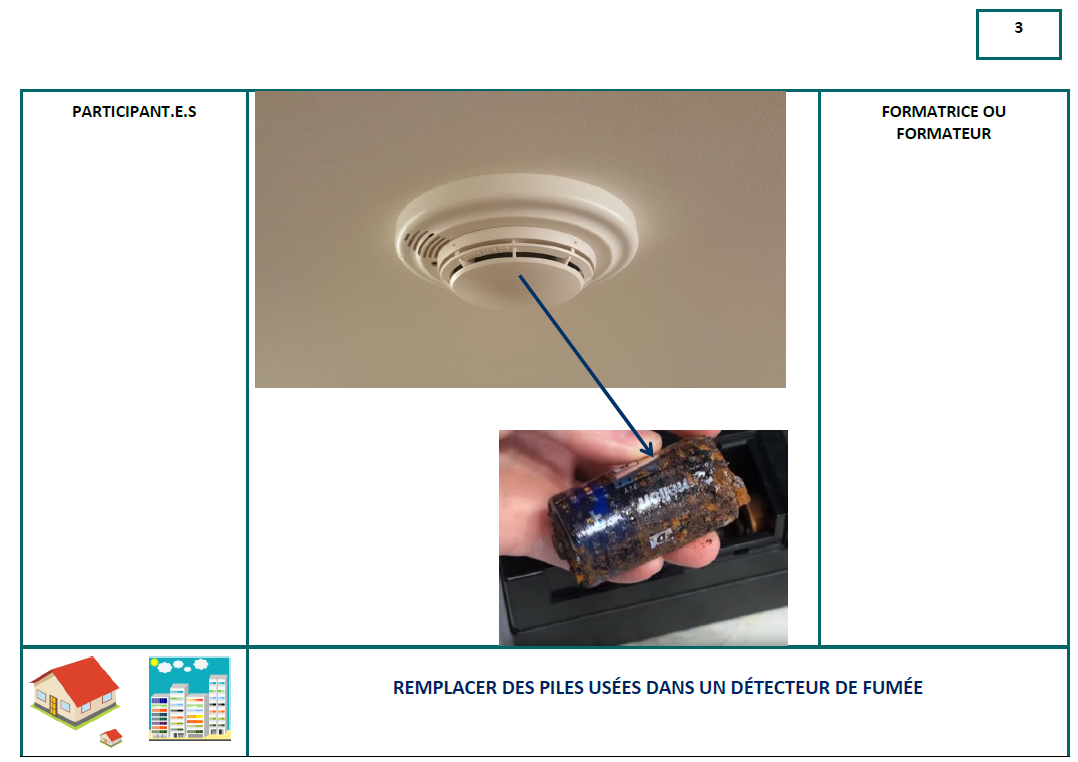 3
PARTICIPANT.E.S
FORMATRICE OU
FORMATEUR
D
REMPLACER DES PILES USÉES DANS UN DÉTECTEUR DE FUMÉE